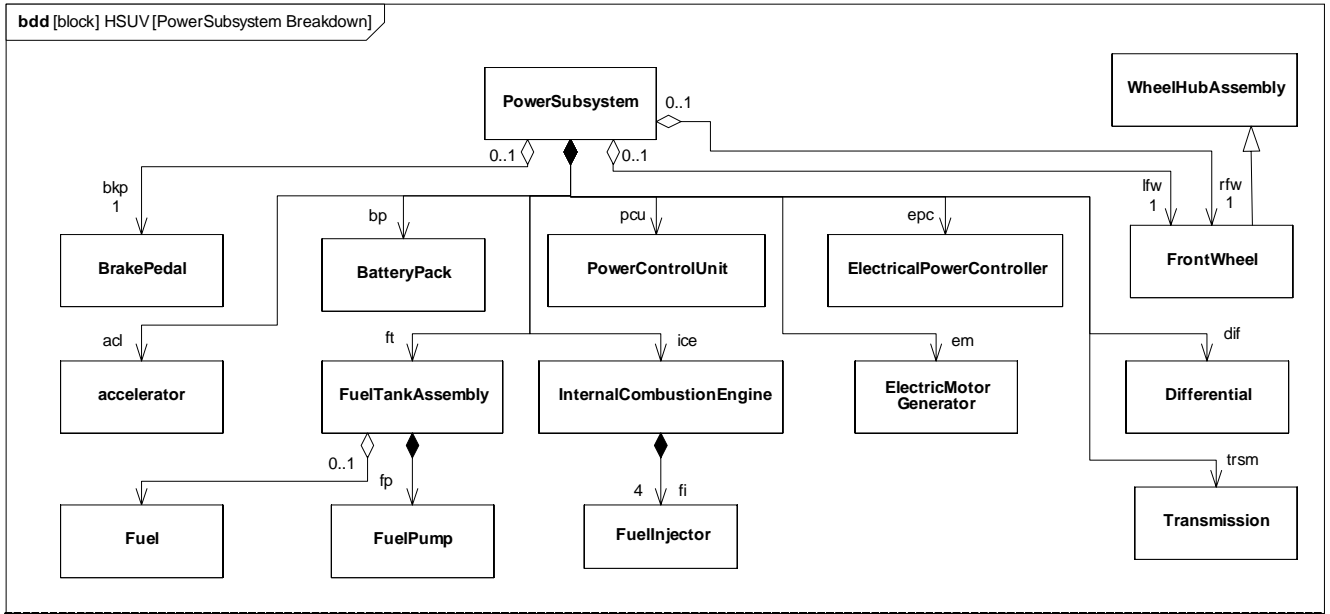 bdd [block] HSUV [PowerSubsystem Breakdown]
PowerSubsystem
0..1
WheelHubAssembly
0..1
0..1
bkp
1
bp
pcu
epc
lfw
1
rfw
1
BrakePedal
BatteryPack
PowerControlUnit
ElectricalPowerController
FrontWheel
acl
ft
ice
em
dif
accelerator
FuelTankAssembly
InternalCombustionEngine
ElectricMotor
Generator
Differential
0..1
fp
4
fi
trsm
Fuel
FuelPump
FuelInjector
Transmission